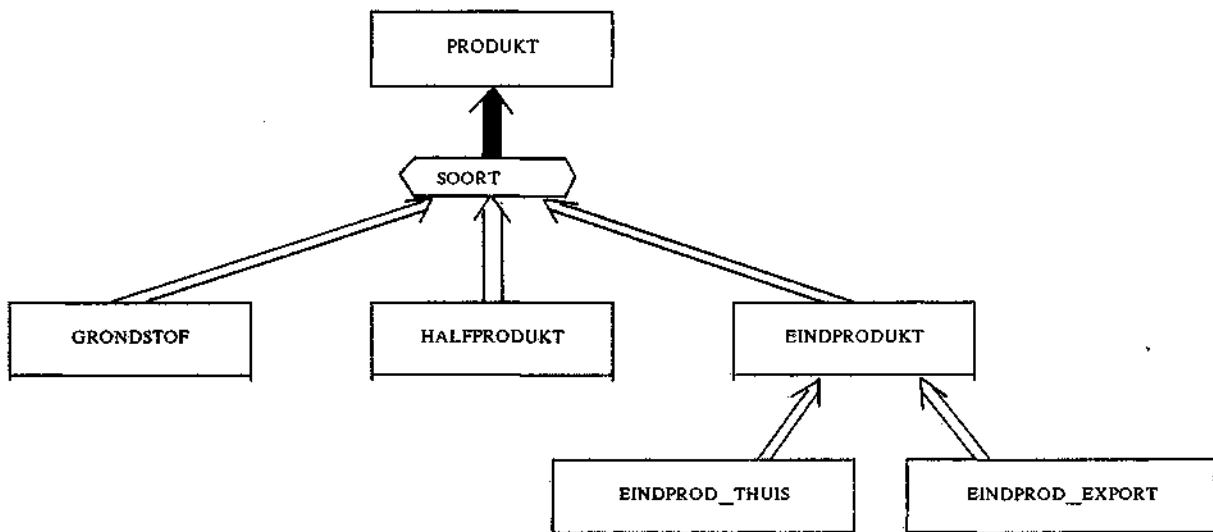 PRODUKT
SOORT
GRONDSTOF
HALFPRODUKT
EINDPRODUKT
EINDPROD_THUIS
EINDPROD_EXPORT